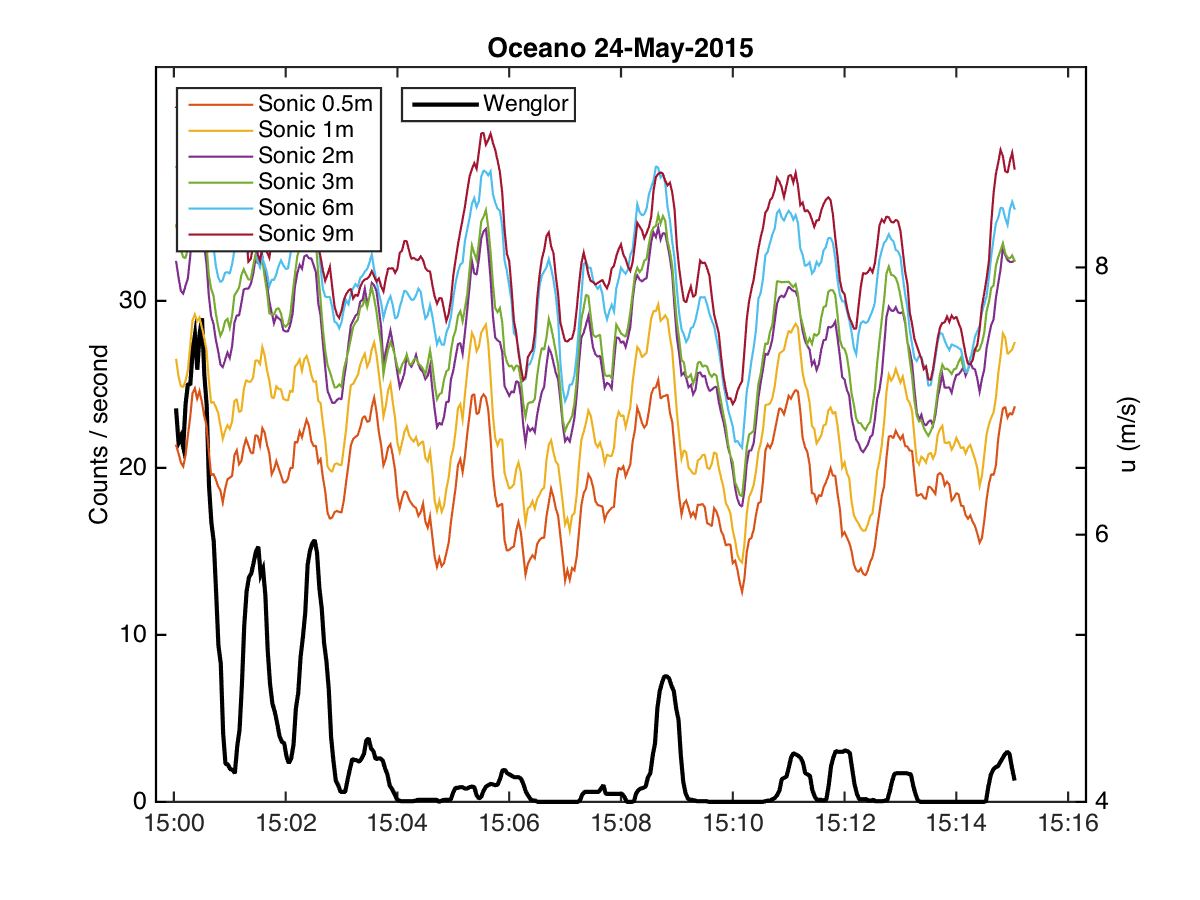 Oceano 24-May-2015
Sonic 0.5m
Sonic 1m
Sonic 2m
Sonic 3m
Sonic 6m
Sonic 9m
Wenglor
Counts / second
30
20
10
0
8
6
4
u (m/s)
15:00 15:02 15:04 15:06 15:08 15:10 15:12 15:14 15:16